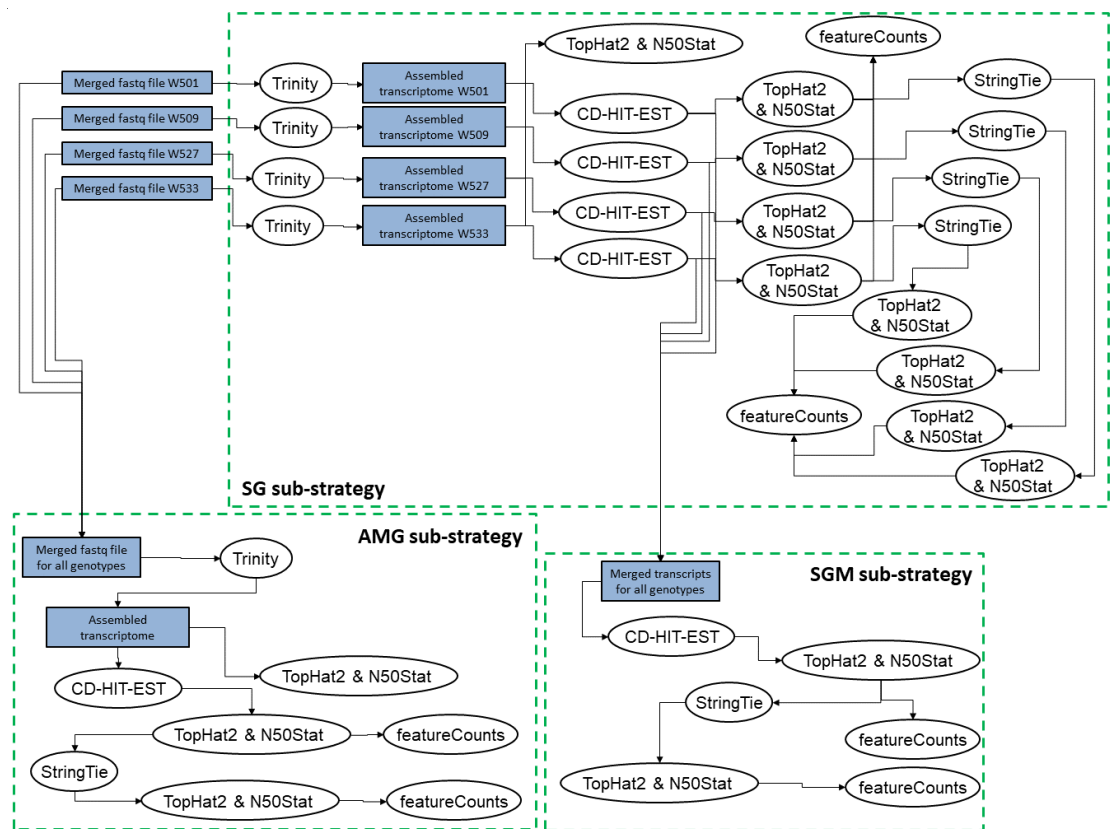 TopHat2 & N50Stat
featureCounts
Merged fastq file W501
Merged fastq file W509
Merged fastq file W527
Merged fastq file W533
Trinity
Trinity
Trinity
Trinity
Assembled
transcriptome W501
Assembled
transcriptome W509
Assembled
transcriptome W527
Assembled
transcriptome W533
CD-HIT-EST
CD-HIT-EST
CD-HIT-EST
CD-HIT-EST
TopHat2
& N50Stat
TopHat2
& N50Stat
TopHat2
& N50Stat
TopHat2
& N50Stat
StringTie
StringTie
StringTie
StringTie
TopHat2
& N50Stat
TopHat2
& N50Stat
TopHat2
& N50Stat
TopHat2
& N50Stat
featureCounts
SG sub-strategy
AMG sub-strategy
Merged fastq file
for all genotypes
Trinity
Assembled
transcriptome
CD-HIT-EST
TopHat2 & N50Stat
TopHat2 & N50Stat
featureCounts
StringTie
TopHat2 & N50Stat
featureCounts
SGM sub-strategy
Merged transcripts
for all genotypes
CD-HIT-EST
TopHat2 & N50Stat
StringTie
featureCounts
TopHat2 & N50Stat
featureCounts